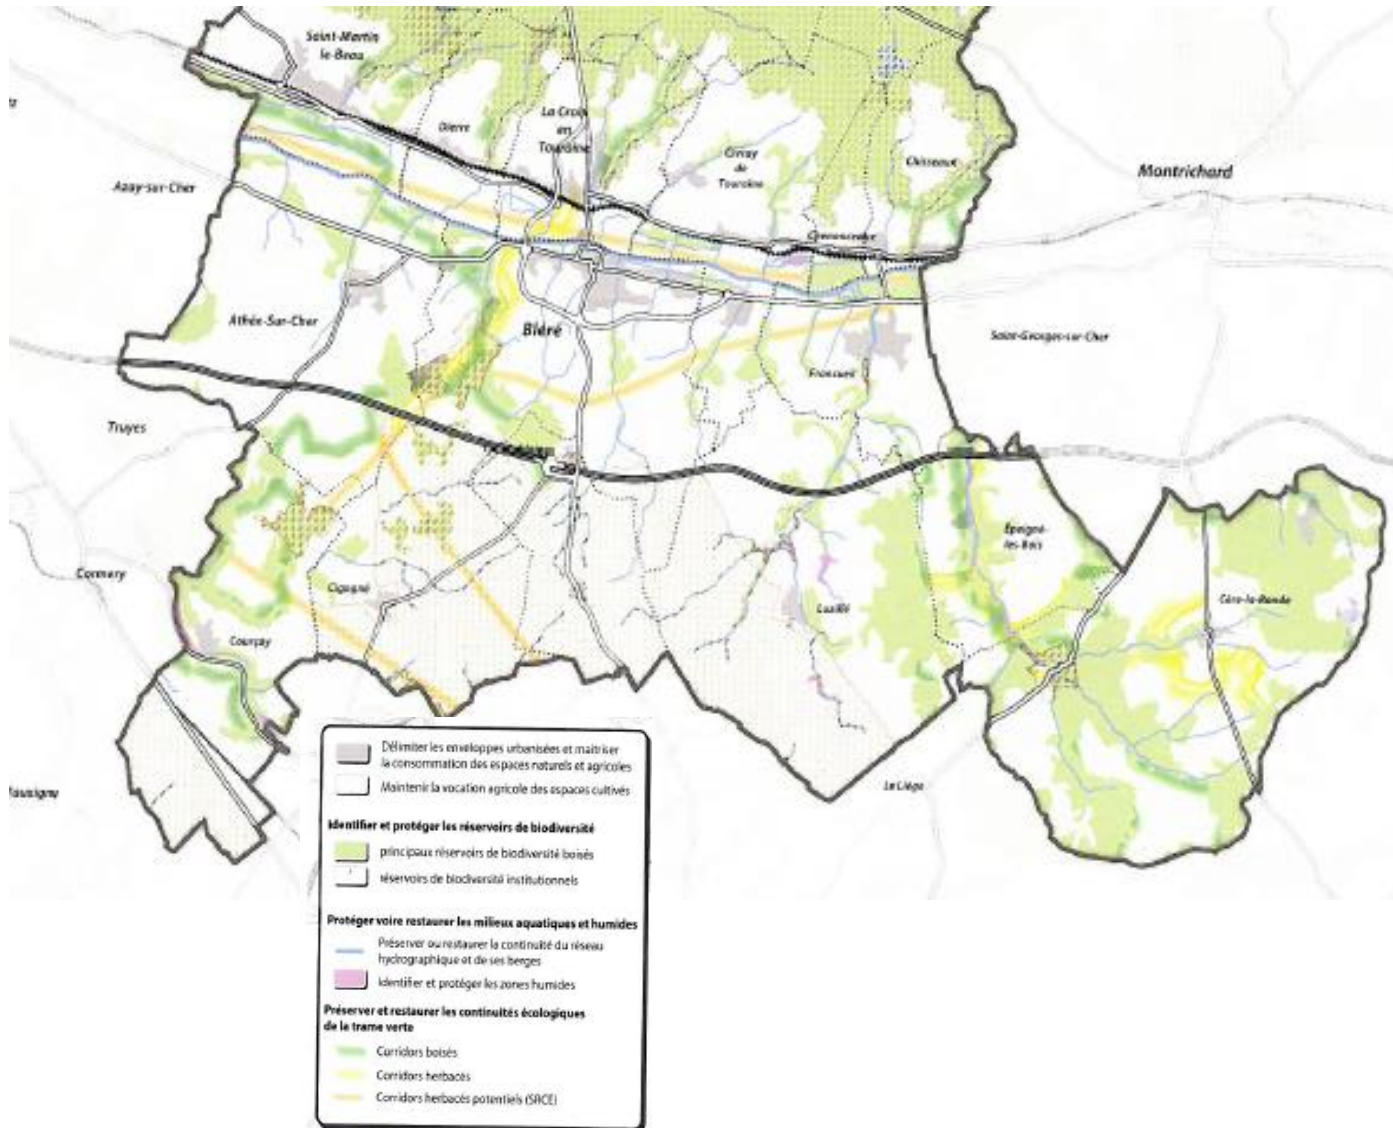 Saint-Martin
le-Beau
Dierre
La Croix
en
Touraine
Civray
de
Touraine
Chisseaux
Montrichard
Azay-sur-Cher
Chenonceaux
Athée-Sur-Cher
Bléré
Saint-Georges-sur-Cher
Francueil
Truyes
Épeigné-
les-Bois
Cormery
Cigogné
Luzillé
Céré-la-Ronde
Courçay
Le Liège
Délimiter les enveloppes urbanisées et maitriser
la consommation des espaces naturels et agricoles
Maintenir la vocation agricole des espaces cultivés
Identifier et protéger les réservoirs de biodiversité
principaux réservoirs de biodiversité boisés
réservoirs de biodiversité institutionnels
Protéger voire restaurer les milieux aquatiques et humides
Préserver ou restaurer la continuité du réseau
hydrographique et de ses berges
Identifier et protéger les zones humides
Préserver et restaurer les continuités écologiques
de la trame verte
Corridors boisés
Corridors herbacés
Corridors herbacés potentiels (SRCE)